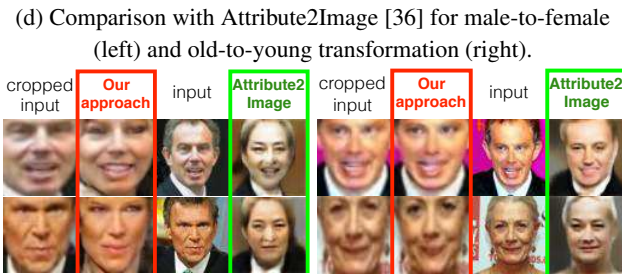 (d) Comparison with Attribute2Image [36] for male-to-female
(left) and old-to-young transformation (right).
cropped input Our approach input Attribute2 Image cropped input Our approach input Attribute2 Image